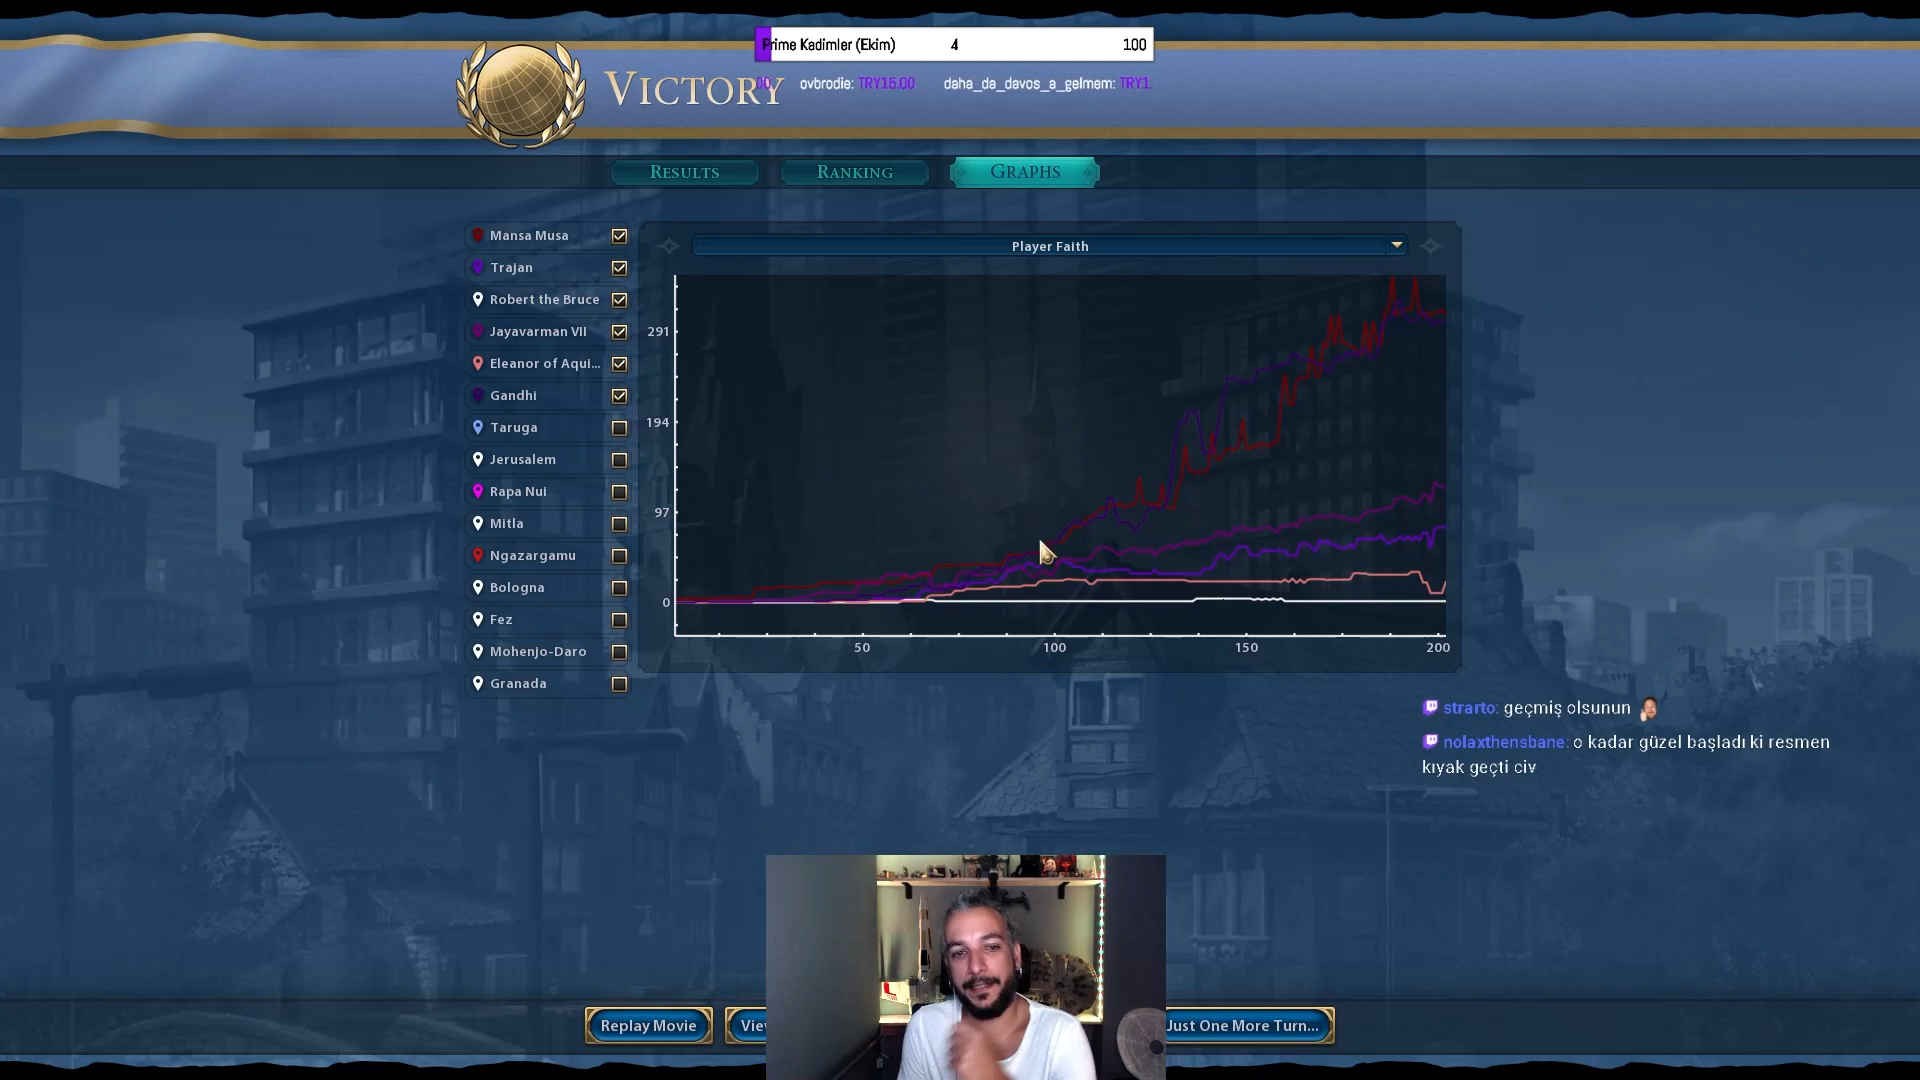 Prime Kadimler (Ekim) 4 100
VICTORY
ovbrodie: TRY15.00 daha_da_davos_a_gelmem: TRY1.
RESULTS RANKING GRAPHS
Mansa Musa
Trajan
Robert the Bruce
Jayavarman VII
Eleanor of Aqui...
Gandhi
Taruga
Jerusalem
Rapa Nui
Mitla
Ngazargamu
Bologna
Fez
Mohenjo-Daro
Granada
Player Faith
291
194
97
0
50 100 150 200
strarto: geçmiş olsunun
nolaxthensbane: o kadar güzel başladı ki resmen
kıyak geçti civ
Replay Movie
Just One More Turn...